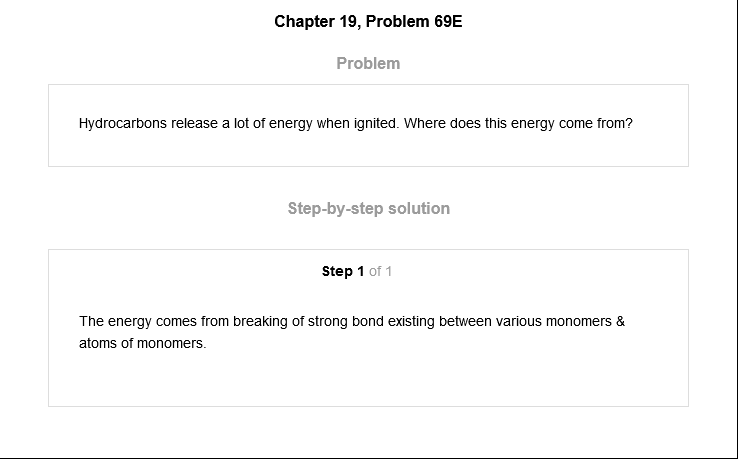 Chapter 19, Problem 69E
Problem
Hydrocarbons release a lot of energy when ignited. Where does this energy come from?
Step-by-step solution
Step 1 of 1
The energy comes from breaking of strong bond existing between various monomers &
atoms of monomers.